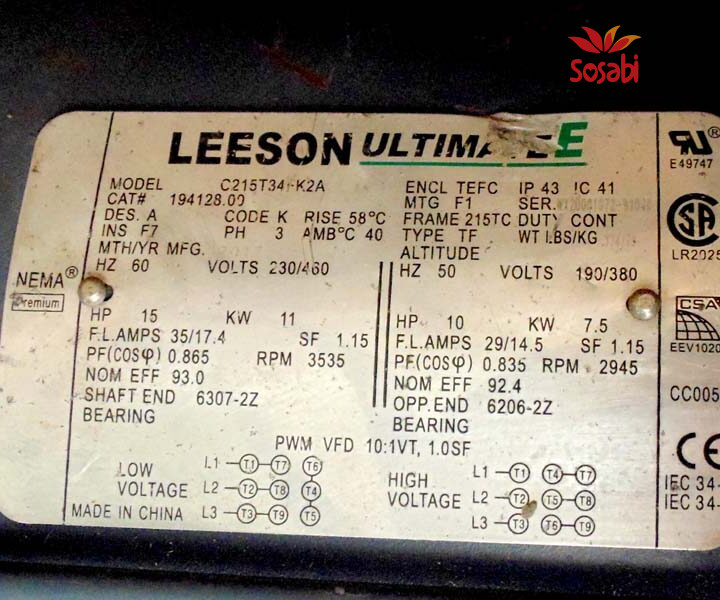 Sosabi
LEESON ULTIMATE E
MODEL C215T34 -K2A
CAT# 194128.00
DES. A CODE K RISE 58°C
INS F7 PH 3 AMB°C 40
MTH/YR MFG.
HZ 60 VOLTS 230/460
ENCL TEFC IP 43 IC 41
MTG F1 SER.
FRAME 215TC DUTY CONT
TYPE TF WT LBS/KG
ALTITUDE
HZ 50 VOLTS 190/380
NEMA®
Premium
HP 15 KW 11
F.L.AMPS 35/17.4 SF 1.15
PF(COSφ) 0.865 RPM 3535
NOM EFF 93.0
SHAFT END 6307-2Z
BEARING
HP 10 KW 7.5
F.L.AMPS 29/14.5 SF 1.15
PF(COSφ) 0.835 RPM 2945
NOM EFF 92.4
OPP.END 6206-2Z
BEARING
PWM VFD 10:1VT, 1.0SF
LOW VOLTAGE
L1 T1 T7 T6
L2 T2 T8 T4
L3 T3 T9 T5
HIGH VOLTAGE
L1 T1 T4 T7
L2 T2 T5 T8
L3 T3 T6 T9
MADE IN CHINA
®
E49747
LR2025
CSA
EEV1020
CC005
CE
IEC 34-
IEC 34-